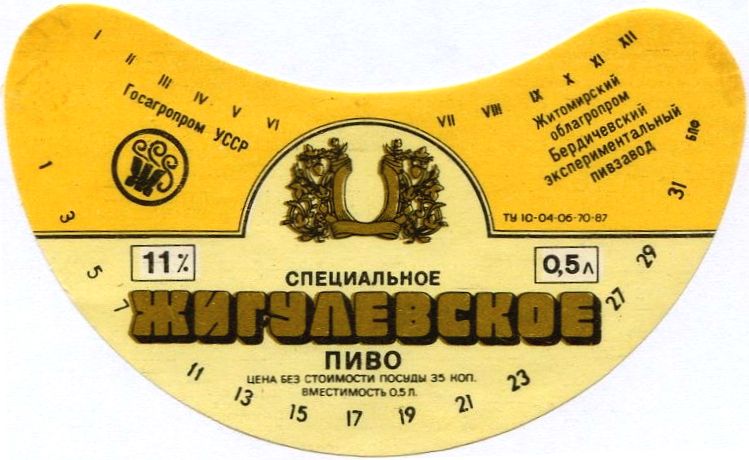 I
II
III
IV
V
VI
VII
VIII
IX
X
XI
XII
Госагропром УССР
Житомирский
облагропром
Бердичевский
экспериментальный
пивзавод
БПФ
ТУ 10-04-06-70-87
11%
0,5л
СПЕЦИАЛЬНОЕ
ЖИГУЛЕВСКОЕ
ПИВО
ЦЕНА БЕЗ СТОИМОСТИ ПОСУДЫ 35 КОП.
ВМЕСТИМОСТЬ 0.5 Л.
1
3
5
7
11
13
15
17
19
21
23
27
29
31